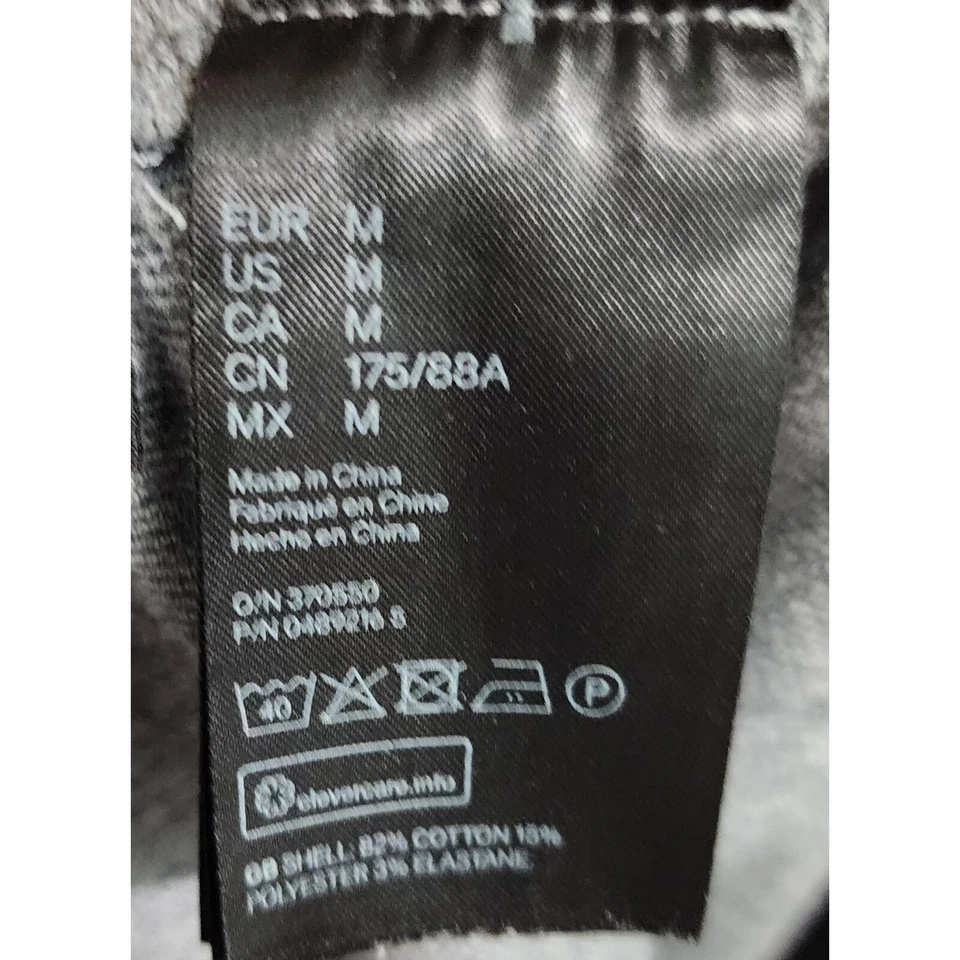 EUR M
US M
CA M
CN 175/88A
MX M
Made in China
Fabriqué en Chine
Hecho en China
O/N 370550
P/N S
40
P
clevercare.info
GB SHELL: 82% COTTON 15%
POLYESTER 3% ELASTANE